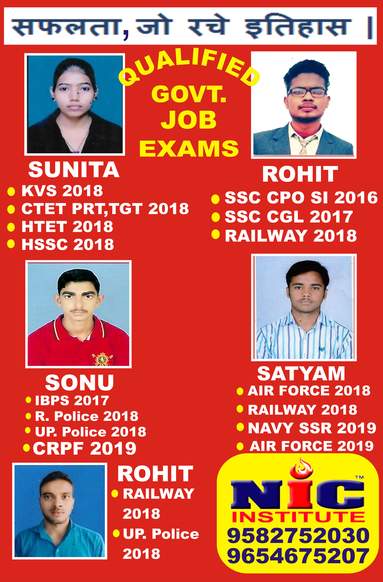 सफलता, जो रचे इतिहास |
QUALIFIED
GOVT.
JOB
EXAMS
SUNITA
KVS 2018
CTET PRT,TGT 2018
HTET 2018
HSSC 2018
ROHIT
SSC CPO SI 2016
SSC CGL 2017
RAILWAY 2018
SONU
IBPS 2017
R. Police 2018
UP. Police 2018
CRPF 2019
SATYAM
AIR FORCE 2018
RAILWAY 2018
NAVY SSR 2019
AIR FORCE 2019
ROHIT
RAILWAY
2018
UP. Police
2018
NiC™
INSTITUTE
9582752030
9654675207